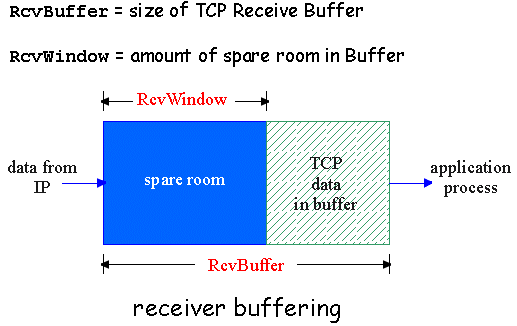 RcvBuffer = size of TCP Receive Buffer
RcvWindow = amount of spare room in Buffer
RcvWindow
data from
IP
spare room
TCP
data
in buffer
application
process
RcvBuffer
receiver buffering